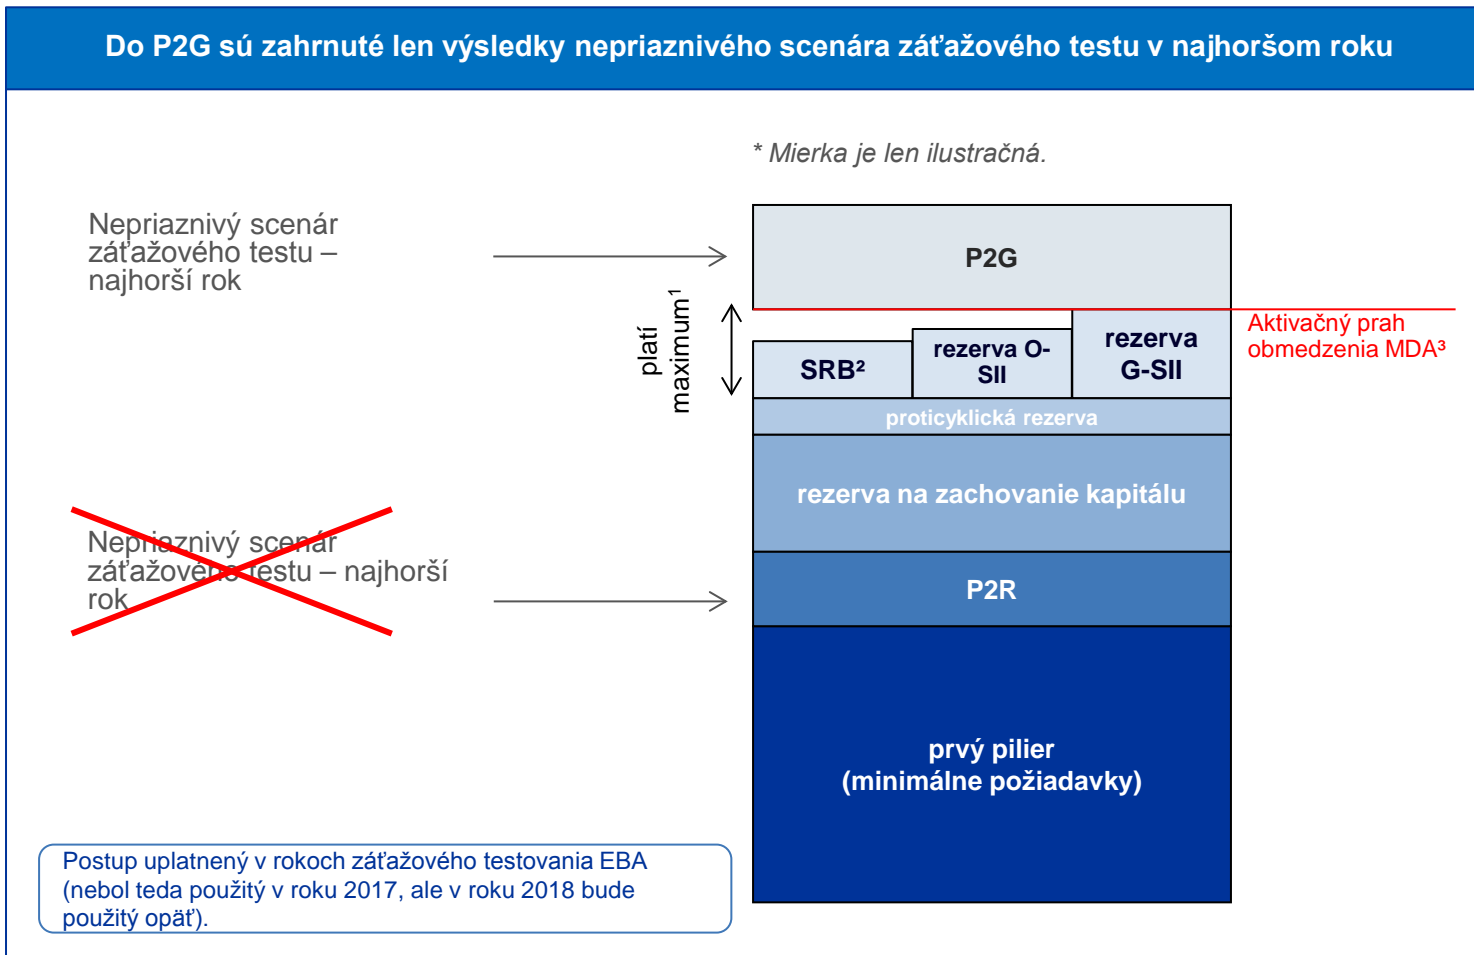 Do P2G sú zahrnuté len výsledky nepriaznivého scenára záťažového testu v najhoršom roku
* Mierka je len ilustračná.
Nepriaznivý scenár
záťažového testu –
najhorší rok
P2G
platí
maximum¹
Aktivačný prah
obmedzenia MDA³
SRB²
rezerva O-
SII
rezerva
G-SII
proticyklická rezerva
rezerva na zachovanie kapitálu
Nepriaznivý scenár
záťažového testu – najhorší
rok
P2R
prvý pilier
(minimálne požiadavky)
Postup uplatnený v rokoch záťažového testovania EBA
(nebol teda použitý v roku 2017, ale v roku 2018 bude
použitý opäť).